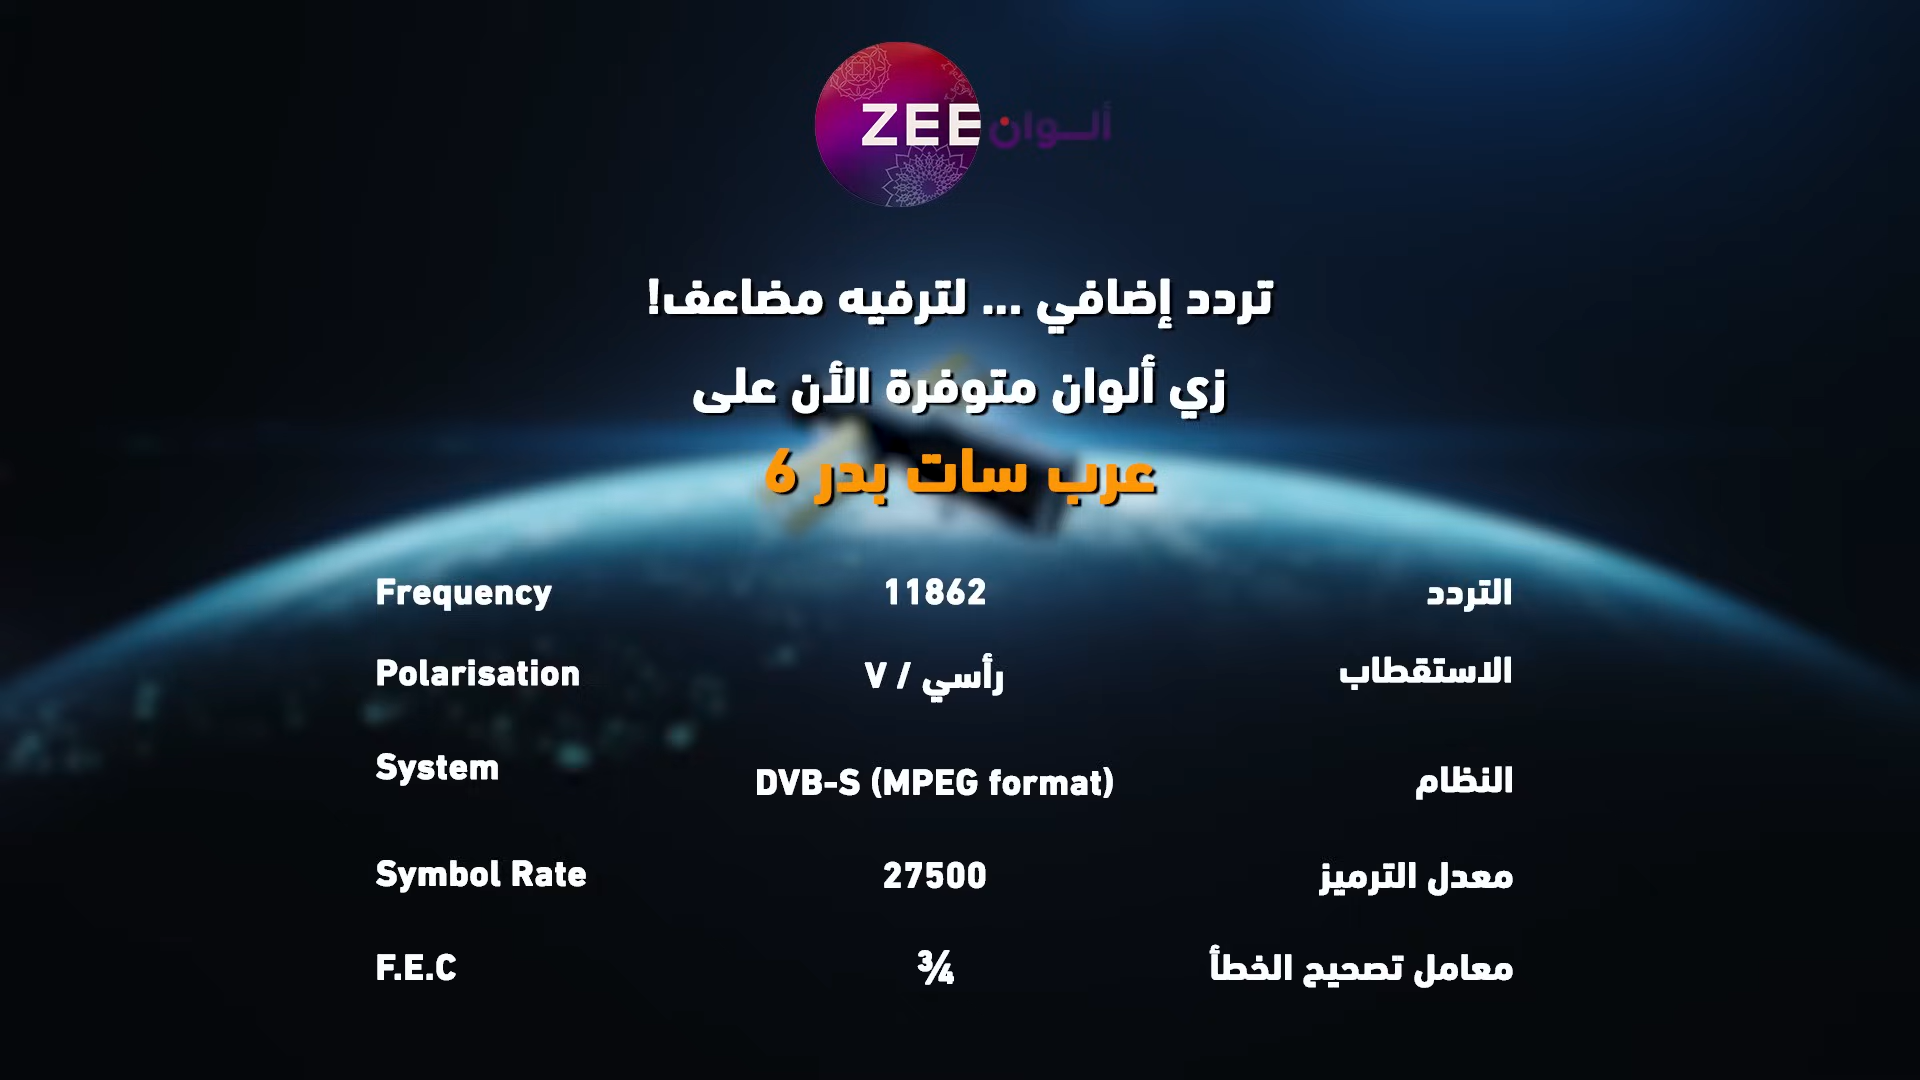 ZEE ألوان
تردد إضافي ... لترفيه مضاعف!
زي ألوان متوفرة الأن على
عرب سات بدر 6
Frequency 11862 التردد
Polarisation رأسي / V الاستقطاب
System DVB-S (MPEG format) النظام
Symbol Rate 27500 معدل الترميز
F.E.C ¾ معامل تصحيح الخطأ